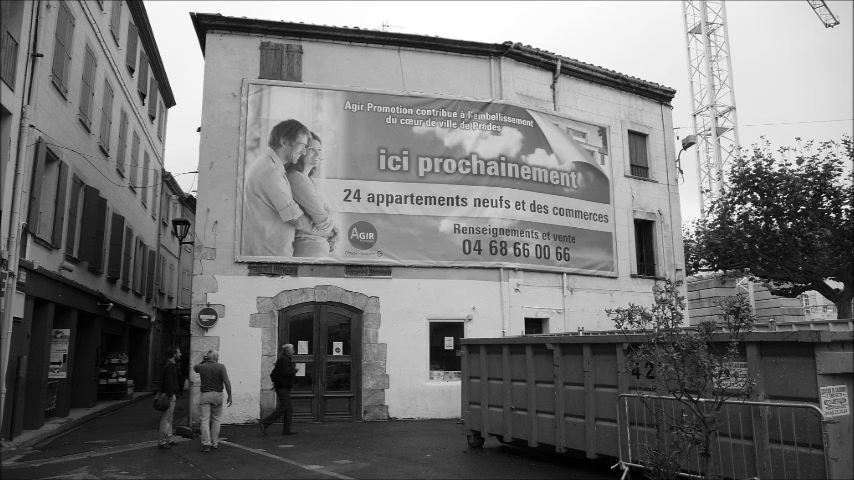 Agir Promotion contribue à l'embellissement
du cœur de ville de Prades
ici prochainement
24 appartements neufs et des commerces
AGIR
Renseignements et vente
04 68 66 00 66
42